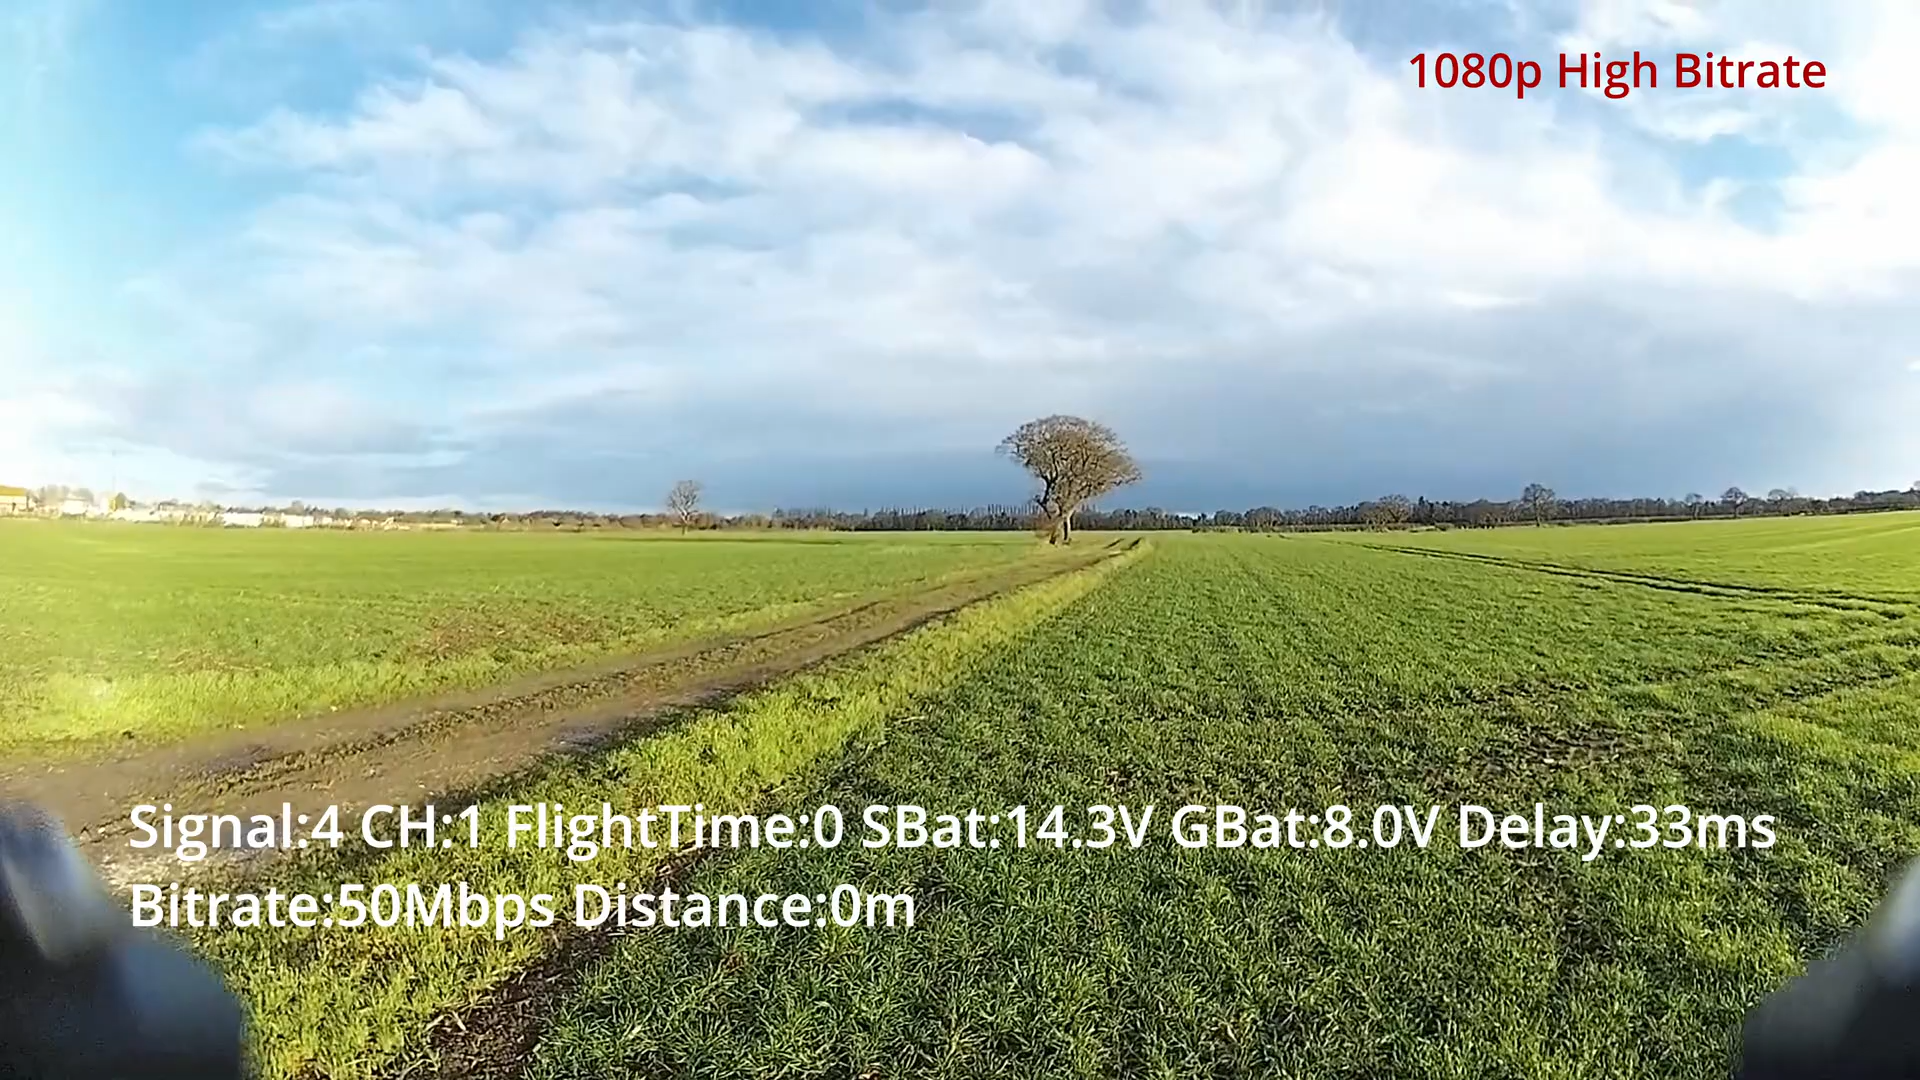 1080p High Bitrate
Signal:4 CH:1 FlightTime:0 SBat:14.3V GBat:8.0V Delay:33ms
Bitrate:50Mbps Distance:0m